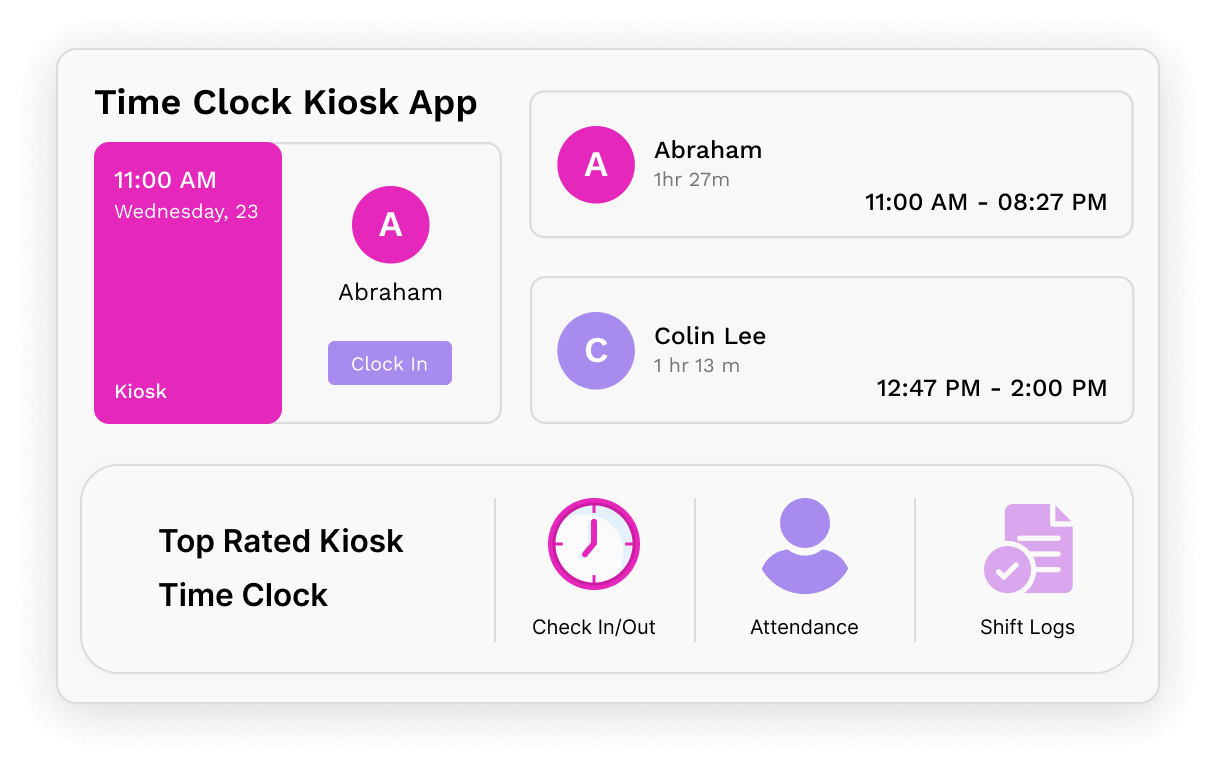 Time Clock Kiosk App
11:00 AM
Wednesday, 23
Kiosk
A
Abraham
Clock In
A
Abraham
1hr 27m
11:00 AM - 08:27 PM
C
Colin Lee
1 hr 13 m
12:47 PM - 2:00 PM
Top Rated Kiosk
Time Clock
Check In/Out
Attendance
Shift Logs